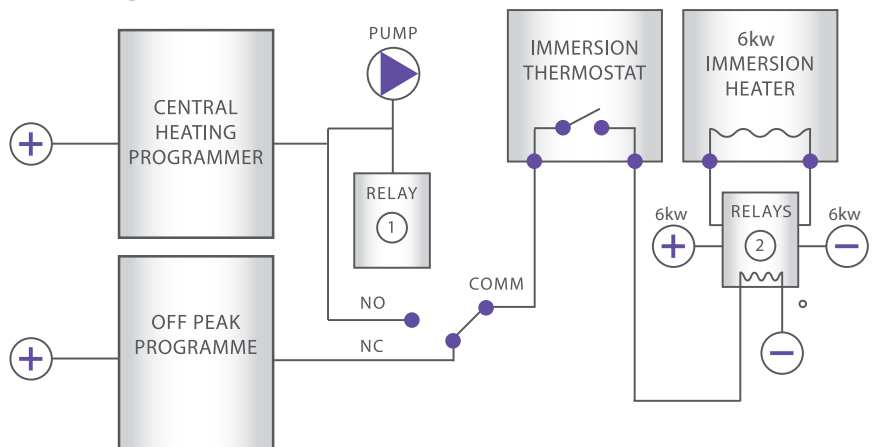 CENTRAL
HEATING
PROGRAMMER
PUMP
RELAY
1
OFF PEAK
PROGRAMME
NO
NC
COMM
IMMERSION
THERMOSTAT
6kw
IMMERSION
HEATER
6kw
RELAYS
2
6kw